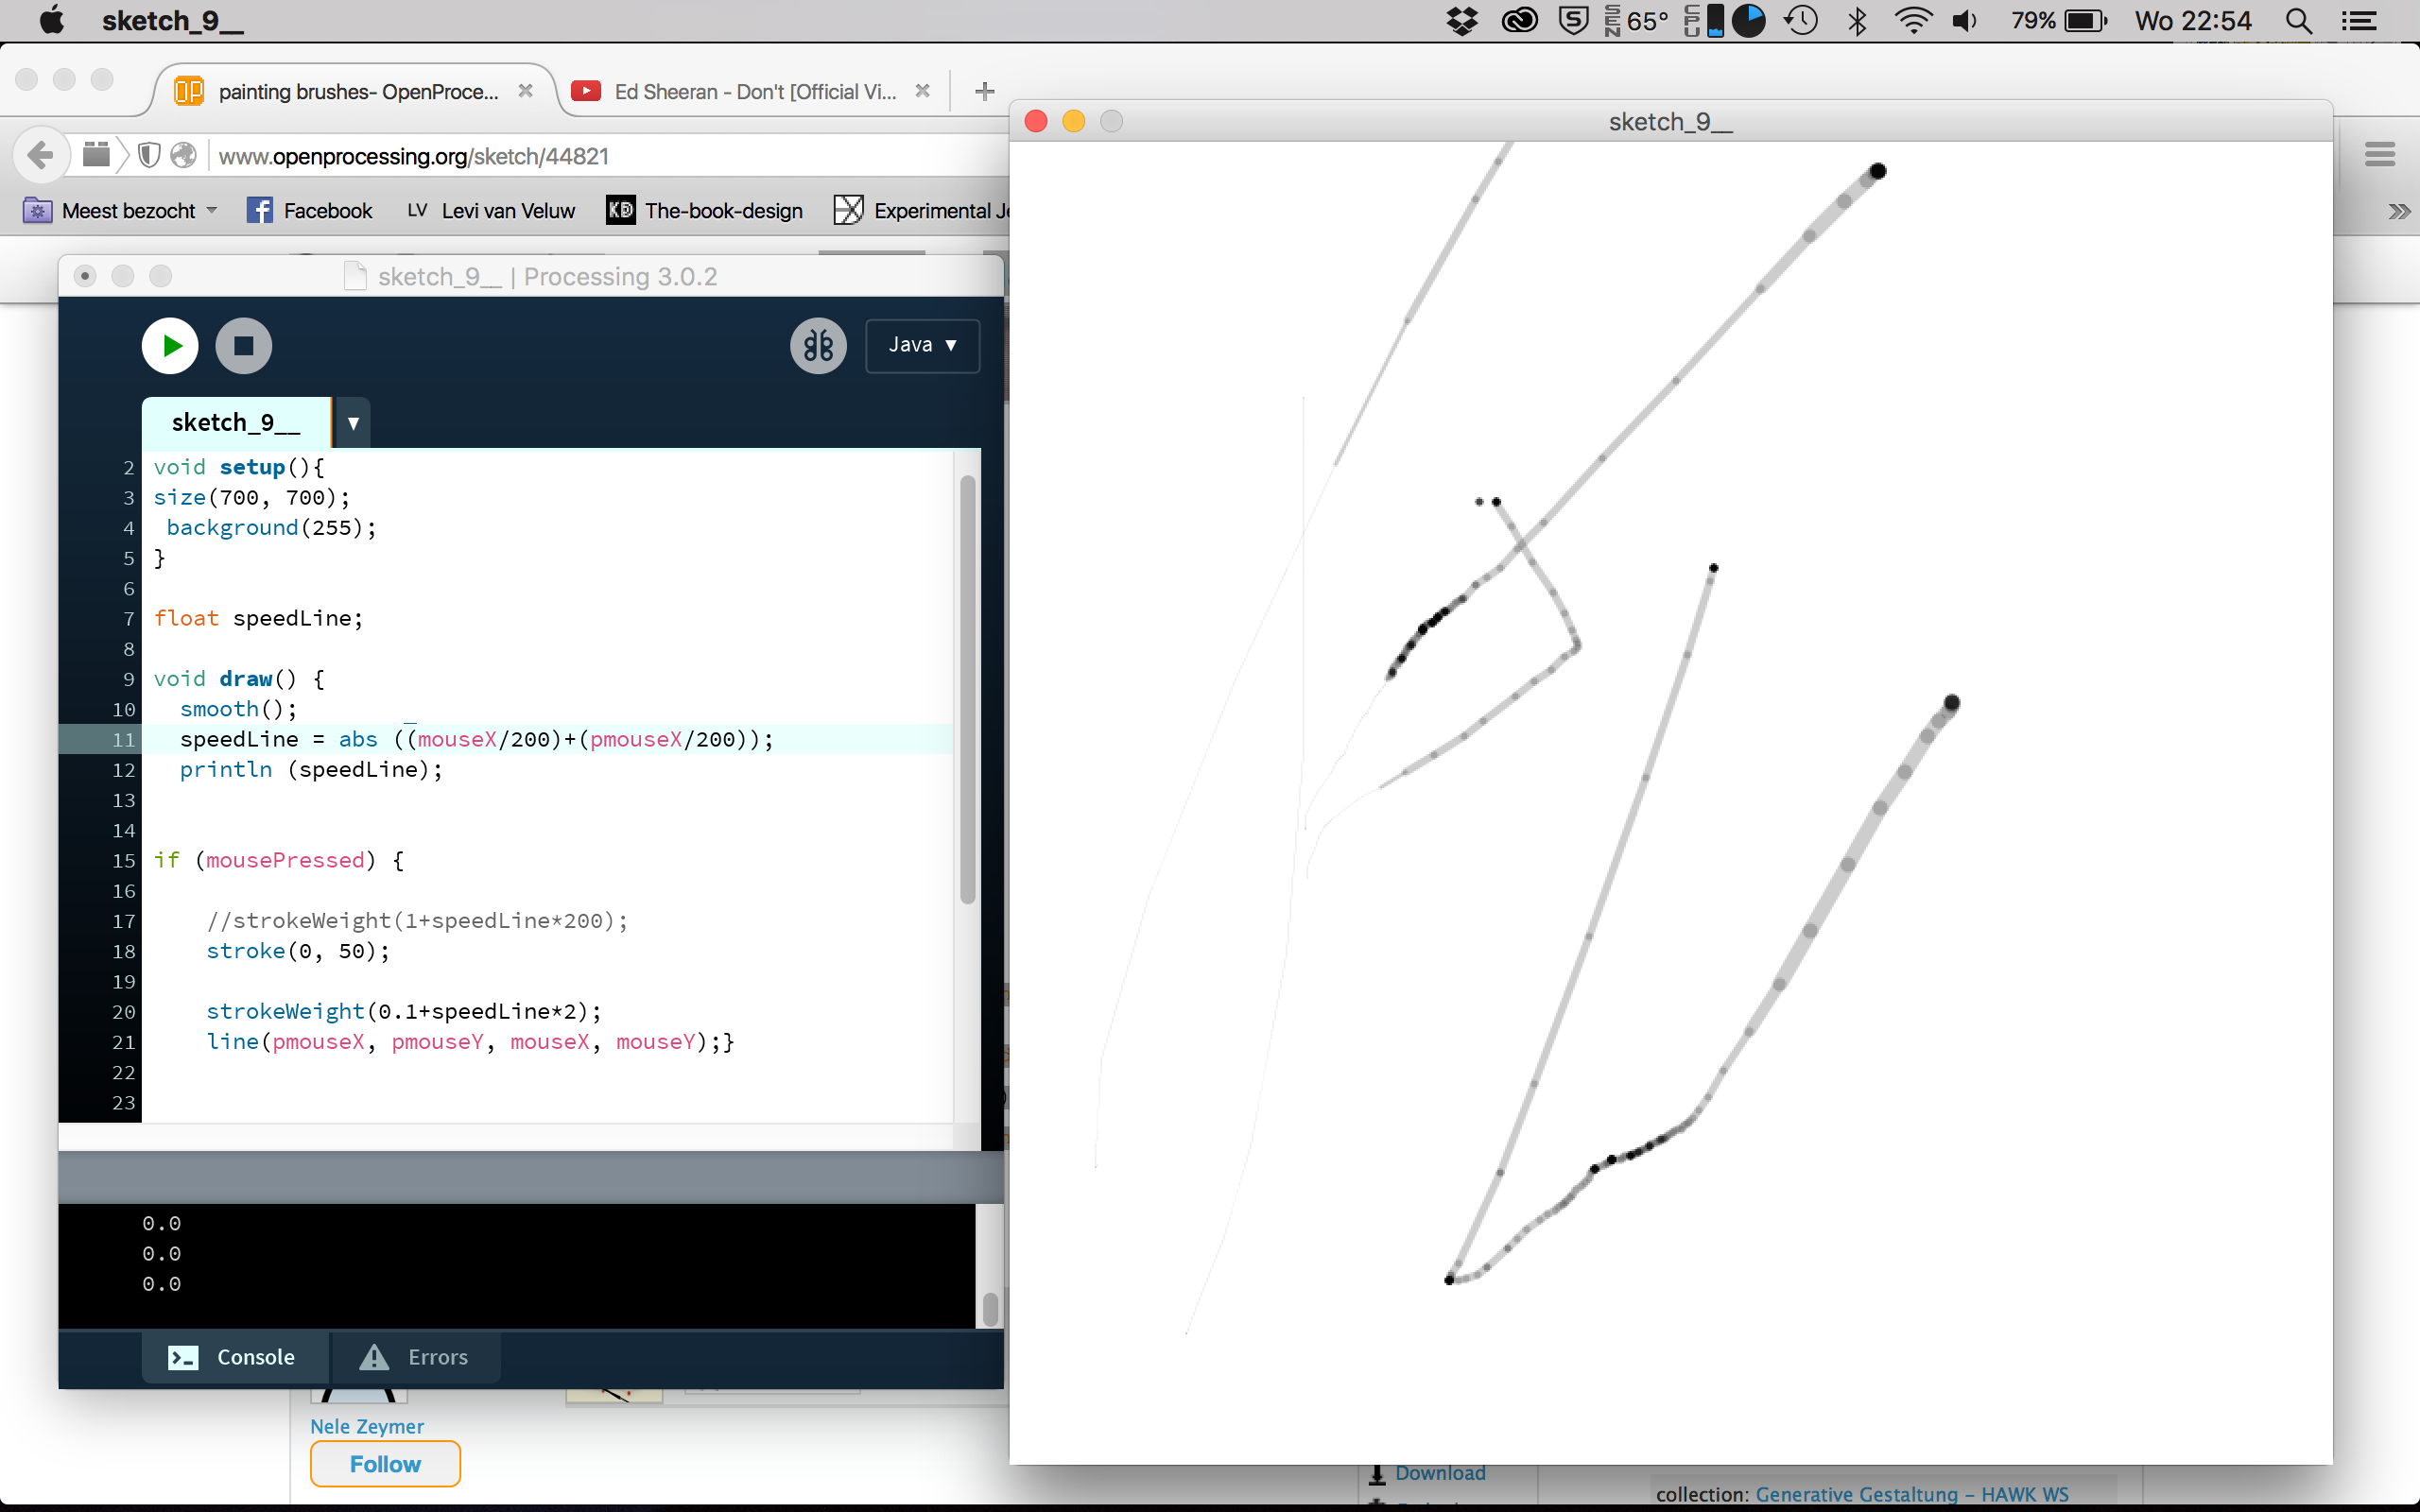 sketch_9__
SEN 65° CPU 79% Wo 22:54
painting brushes- OpenProce...
Ed Sheeran - Don't [Official Vi...
www.openprocessing.org/sketch/44821
Meest bezocht Facebook LV Levi van Veluw KD The-book-design Experimental Je
sketch_9__
sketch_9__ | Processing 3.0.2
Java
sketch_9__
2 void setup(){
3 size(700, 700);
4 background(255);
5 }
6
7 float speedLine;
8
9 void draw() {
10 smooth();
11 speedLine = abs ((mouseX/200)+(pmouseX/200));
12 println (speedLine);
13
14
15 if (mousePressed) {
16
17 //strokeWeight(1+speedLine*200);
18 stroke(0, 50);
19
20 strokeWeight(0.1+speedLine*2);
21 line(pmouseX, pmouseY, mouseX, mouseY);}
22
23
0.0
0.0
0.0
Console Errors
Nele Zeymer
Follow
Download
collection: Generative Gestaltung – HAWK WS